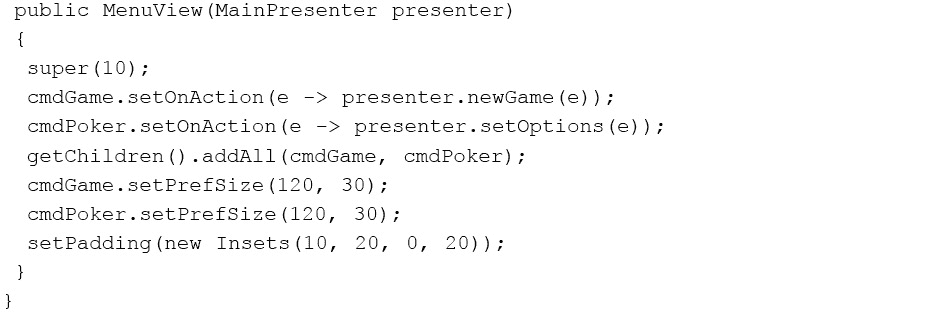 public MenuView(MainPresenter presenter)
{
super(10);
cmdGame.setOnAction(e -> presenter.newGame(e));
cmdPoker.setOnAction(e -> presenter.setOptions(e));
getChildren().addAll(cmdGame, cmdPoker);
cmdGame.setPrefSize(120, 30);
cmdPoker.setPrefSize(120, 30);
setPadding(new Insets(10, 20, 0, 20));
}
}